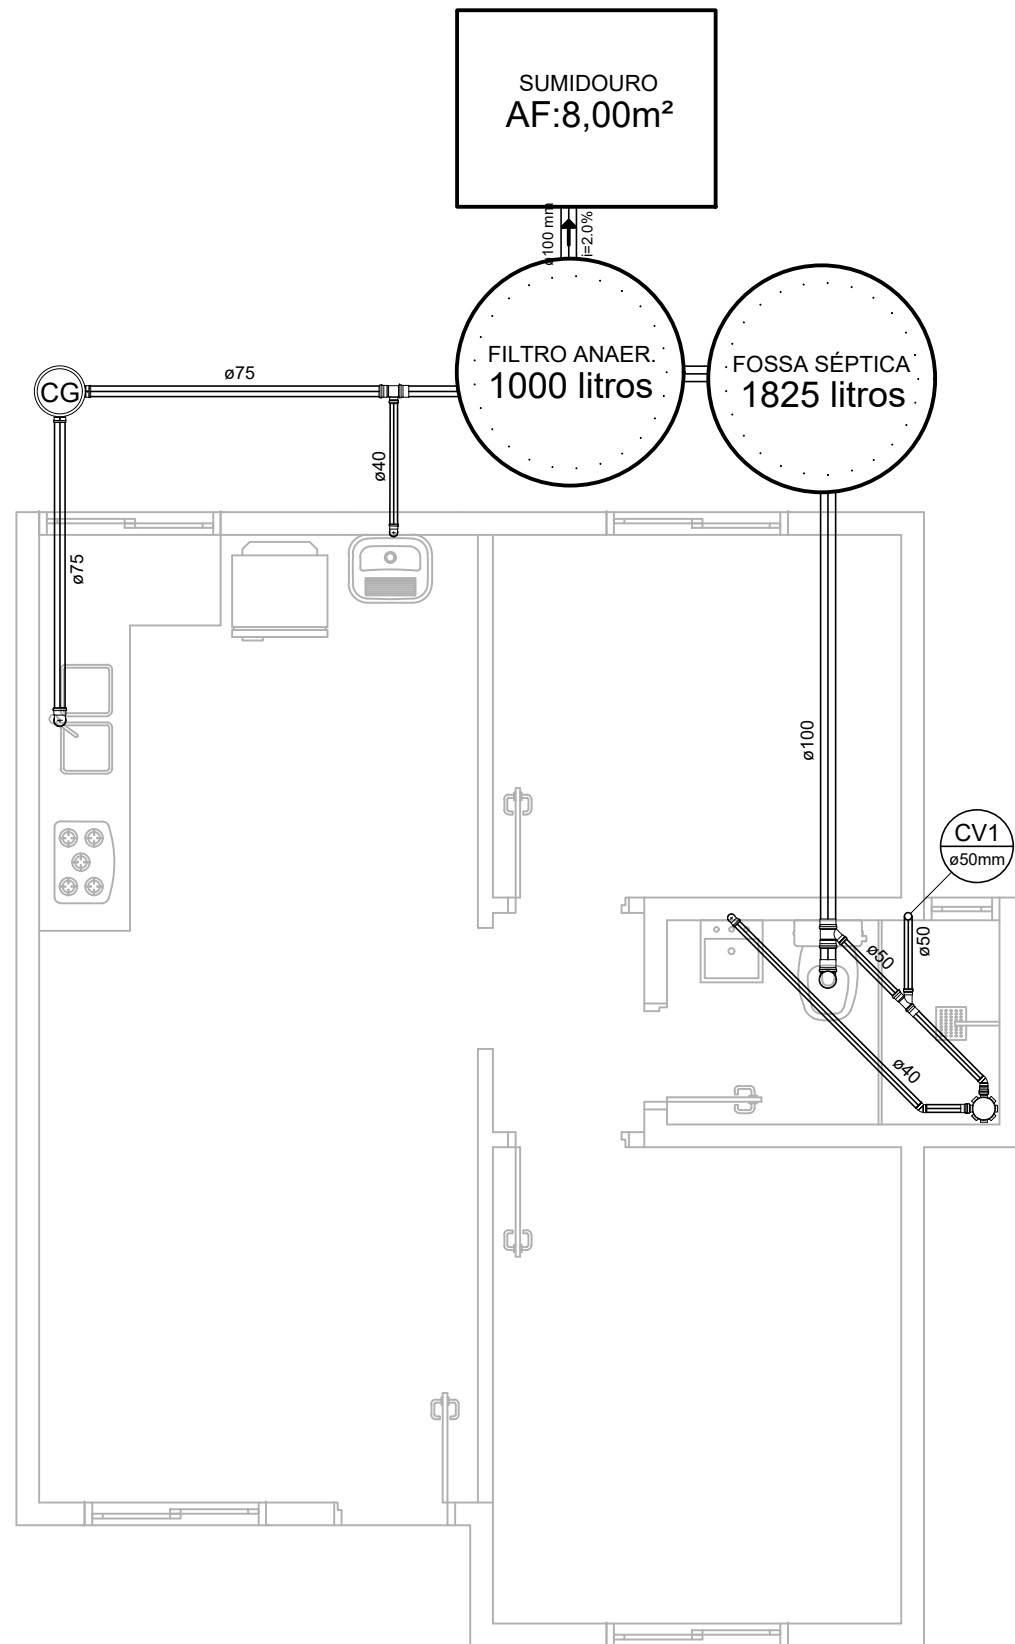 SUMIDOURO
AF:8,00m²
ø100 mm
i=2.0%
FILTRO ANAER.
1000 litros
FOSSA SÉPTICA
1825 litros
CG
ø75
ø40
ø75
ø100
CV1
ø50mm
ø50
ø50
ø40